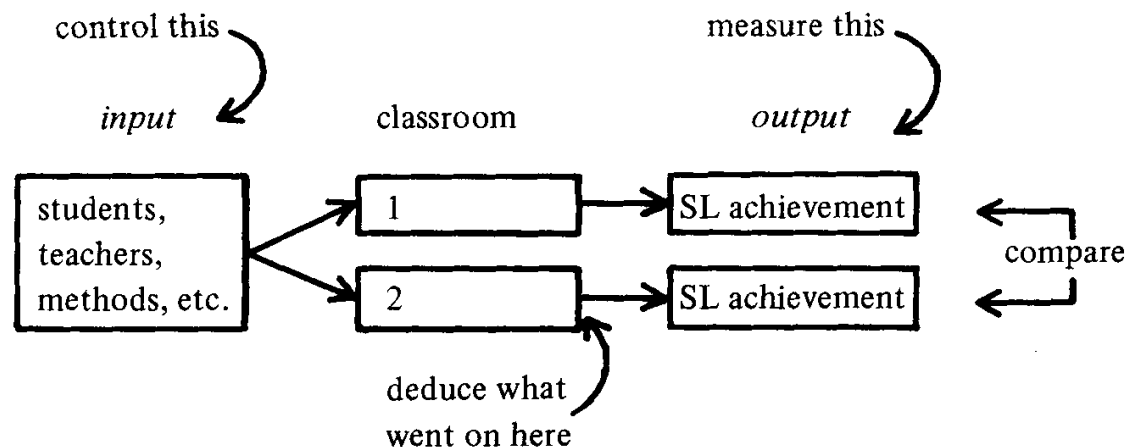 control this
measure this
input
classroom
output
students,
teachers,
methods, etc.
1
2
SL achievement
SL achievement
compare
deduce what
went on here